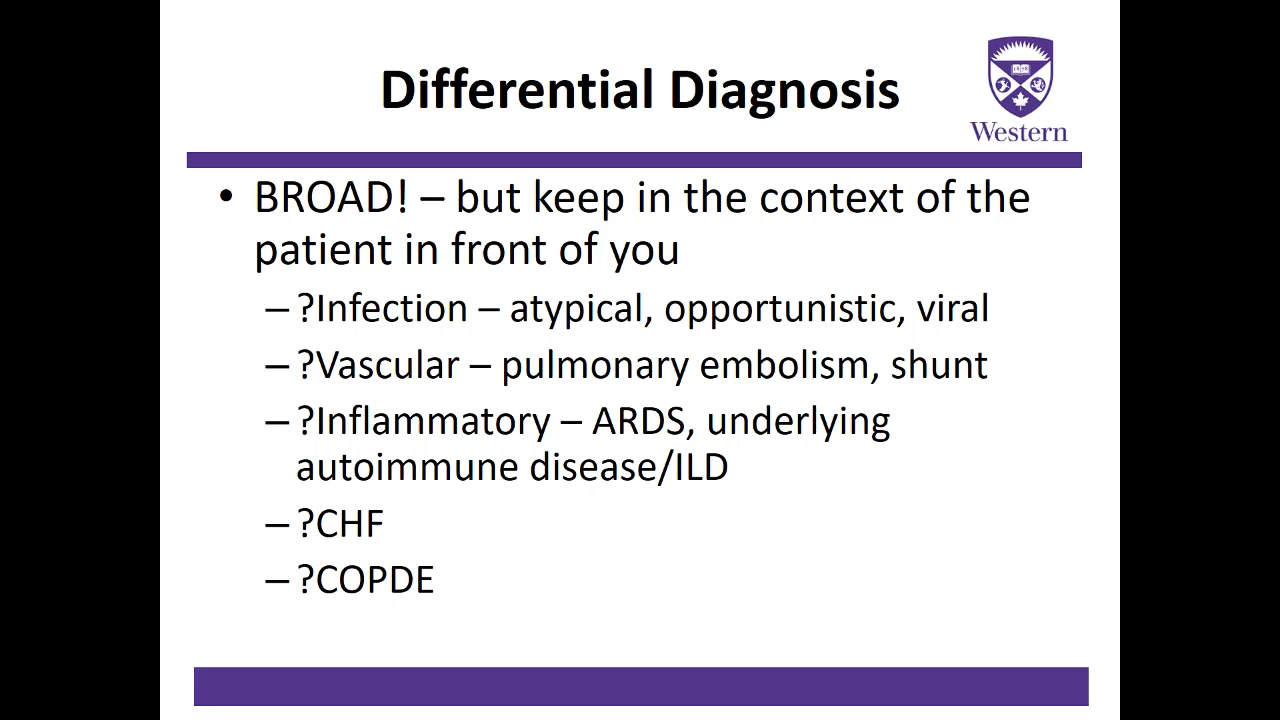 Differential Diagnosis
Western
• BROAD! – but keep in the context of the
patient in front of you
– ?Infection – atypical, opportunistic, viral
– ?Vascular – pulmonary embolism, shunt
– ?Inflammatory – ARDS, underlying
autoimmune disease/ILD
– ?CHF
– ?COPDE